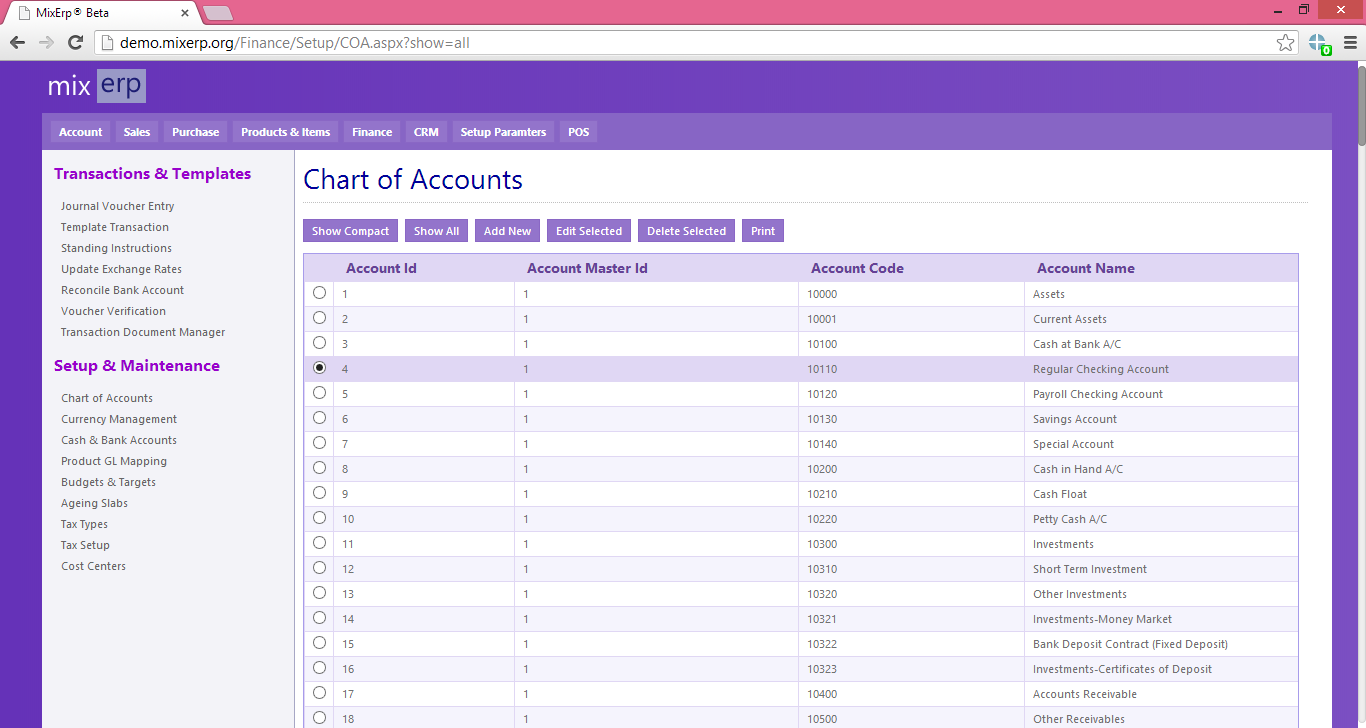 MixErp® Beta
demo.mixerp.org/Finance/Setup/COA.aspx?show=all
0
mix erp
Account Sales Purchase Products & Items Finance CRM Setup Paramters POS
Transactions & Templates
Journal Voucher Entry
Template Transaction
Standing Instructions
Update Exchange Rates
Reconcile Bank Account
Voucher Verification
Transaction Document Manager
Setup & Maintenance
Chart of Accounts
Currency Management
Cash & Bank Accounts
Product GL Mapping
Budgets & Targets
Ageing Slabs
Tax Types
Tax Setup
Cost Centers
Chart of Accounts
Show Compact Show All Add New Edit Selected Delete Selected Print
Account Id Account Master Id Account Code Account Name
1 1 10000 Assets
2 1 10001 Current Assets
3 1 10100 Cash at Bank A/C
4 1 10110 Regular Checking Account
5 1 10120 Payroll Checking Account
6 1 10130 Savings Account
7 1 10140 Special Account
8 1 10200 Cash in Hand A/C
9 1 10210 Cash Float
10 1 10220 Petty Cash A/C
11 1 10300 Investments
12 1 10310 Short Term Investment
13 1 10320 Other Investments
14 1 10321 Investments-Money Market
15 1 10322 Bank Deposit Contract (Fixed Deposit)
16 1 10323 Investments-Certificates of Deposit
17 1 10400 Accounts Receivable
18 1 10500 Other Receivables